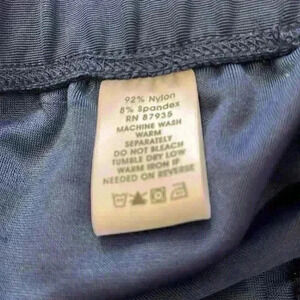 92% Nylon
8% Spandex
RN 87935
MACHINE WASH
WARM
SEPARATELY
DO NOT BLEACH
TUMBLE DRY LOW
WARM IRON IF
NEEDED ON REVERSE